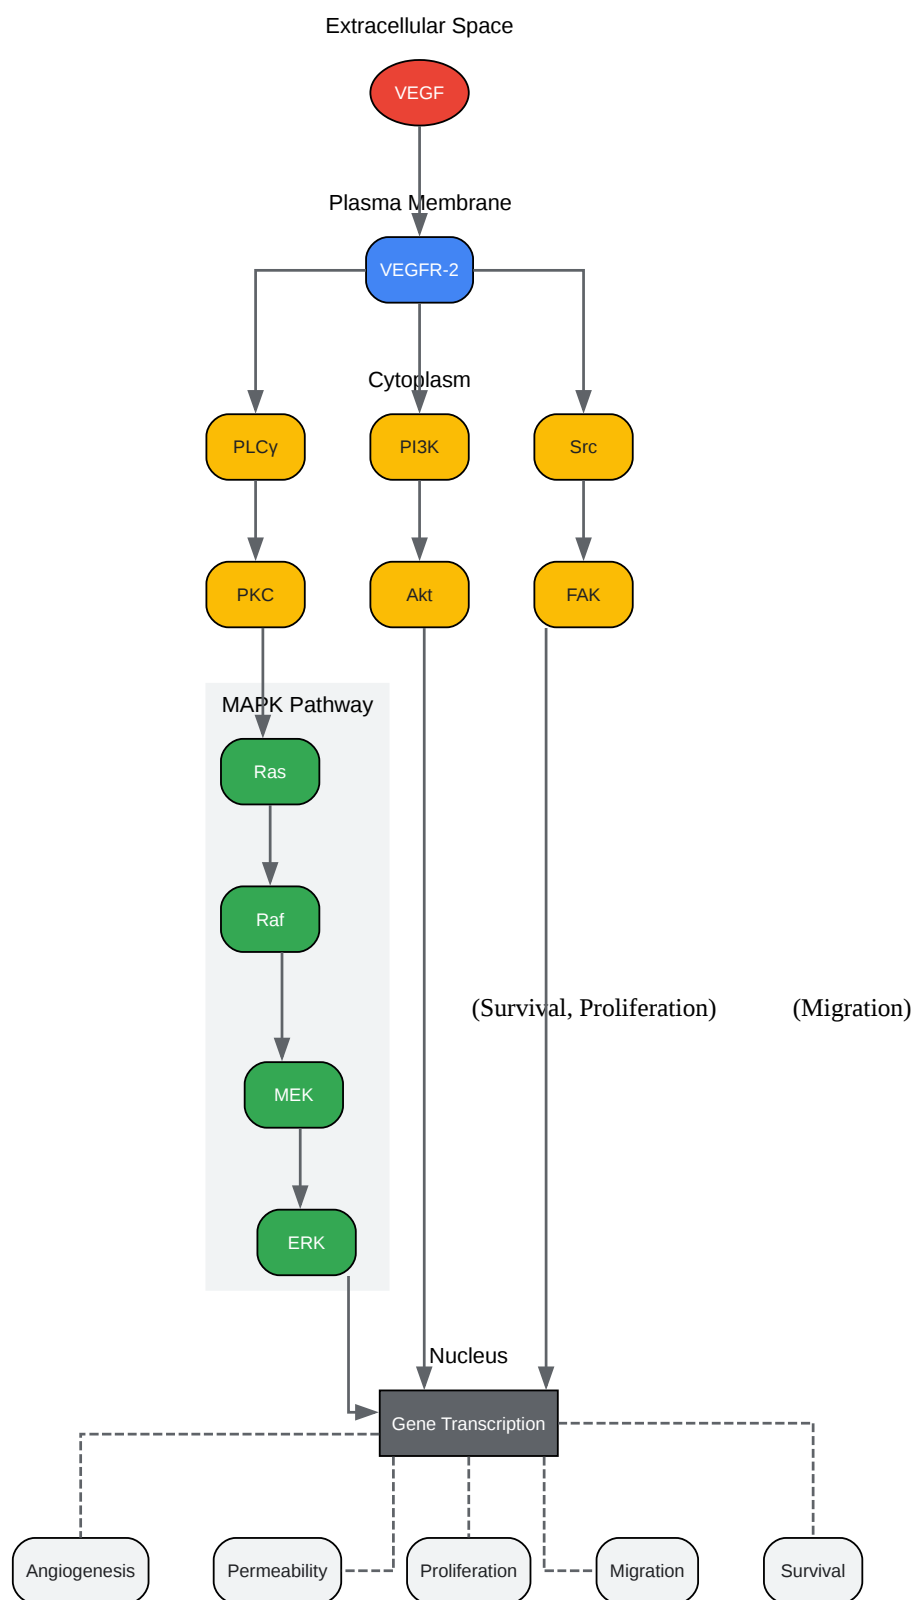 Extracellular Space
VEGF
Plasma Membrane
VEGFR-2
Cytoplasm
PLCγ
PI3K
Src
PKC
Akt
FAK
MAPK Pathway
Ras
Raf
(Survival, Proliferation)
(Migration)
MEK
ERK
Nucleus
Gene Transcription
Angiogenesis
Permeability
Proliferation
Migration
Survival